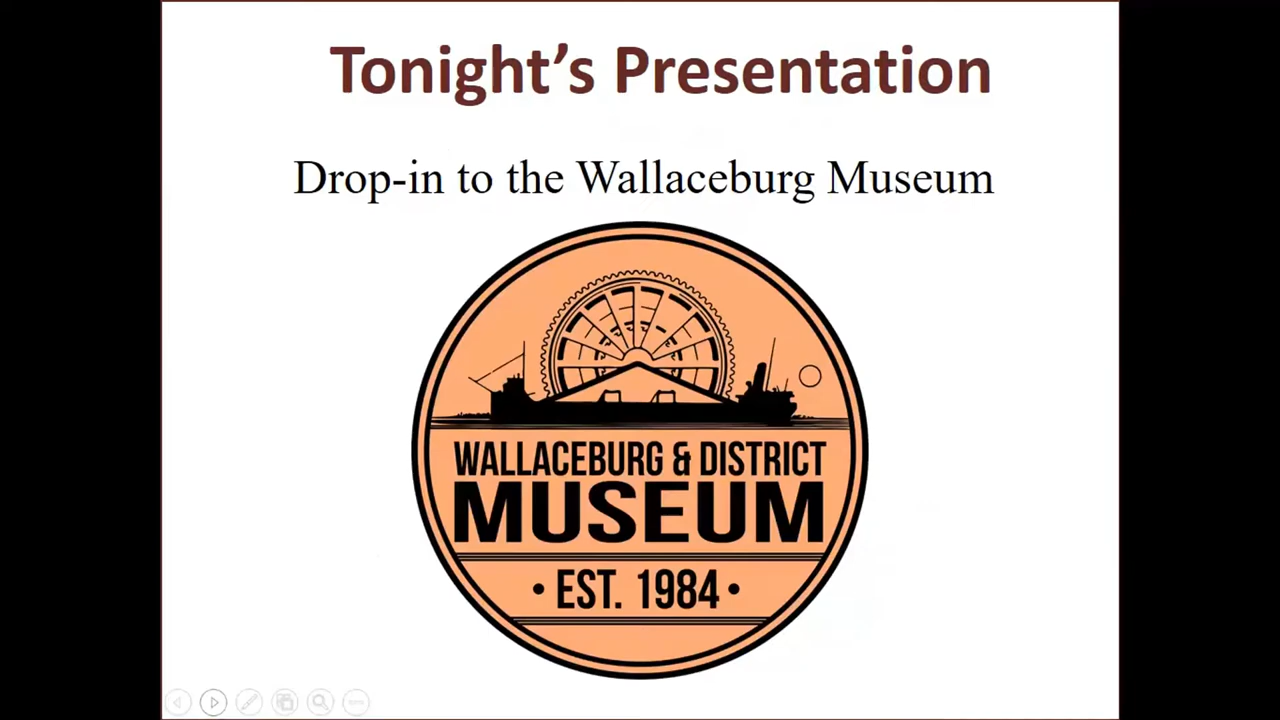 Tonight’s Presentation
Drop-in to the Wallaceburg Museum
WALLACEBURG & DISTRICT
MUSEUM
• EST. 1984 •